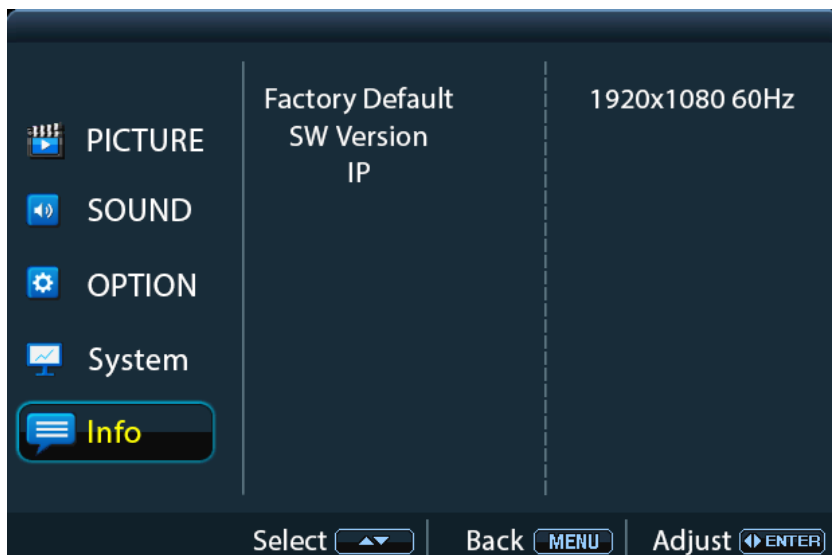 PICTURE
SOUND
OPTION
System
Info
Factory Default
SW Version
IP
1920x1080 60Hz
Select
Back MENU
Adjust ENTER